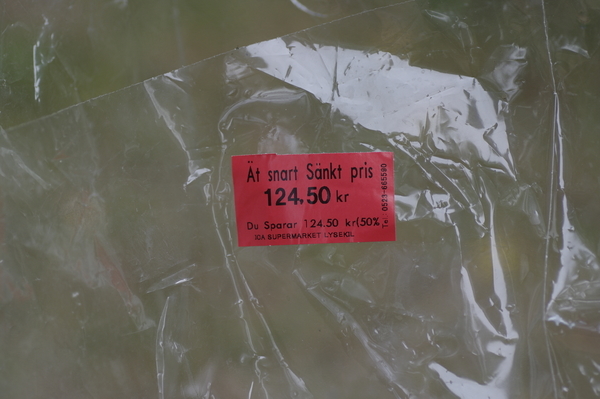 Ät snart Sänkt pris
124.50 kr
Du Sparar 124.50 kr(50%
ICA SUPERMARKET LYSEKIL
Tel 0523-665580